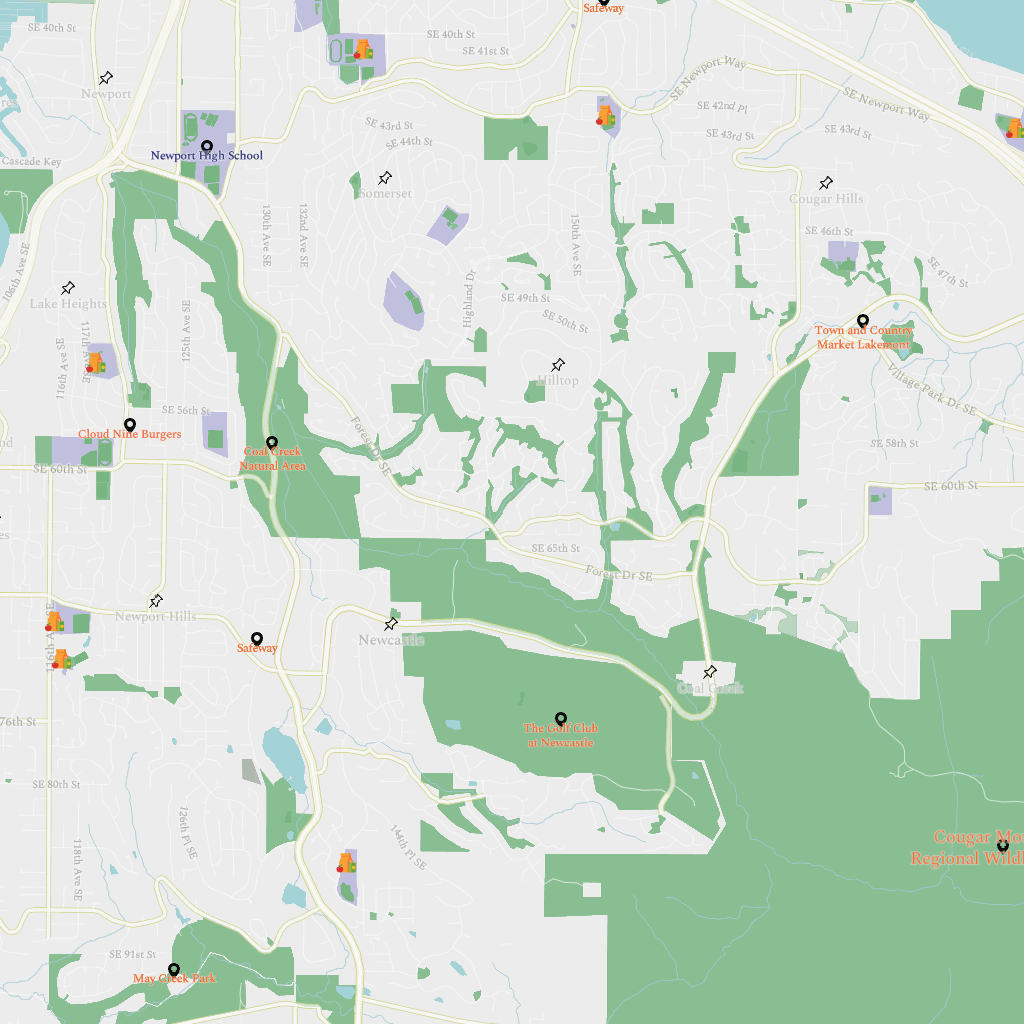 Safeway
SE 40th St
SE 40th St
SE 41st St
SE Newport Way
Newport
SE 42nd Pl
SE Newport Way
SE 43rd St
SE 43rd St
SE 43rd St
SE 44th St
Newport High School
Cascade Key
Somerset
Cougar Hills
130th Ave SE
132nd Ave SE
150th Ave SE
SE 46th St
SE 47th St
106th Ave SE
Lake Heights
Highland Dr
SE 49th St
SE 50th St
125th Ave SE
117th Ave SE
116th Ave SE
Town and Country
Market Lakemont
Hilltop
Village Park Dr SE
SE 56th St
Cloud Nine Burgers
Forest Dr SE
SE 58th St
Coal Creek
Natural Area
SE 60th St
SE 60th St
SE 65th St
Forest Dr SE
116th Ave SE
Newport Hills
Newcastle
Safeway
Coal Creek
76th St
The Golf Club
at Newcastle
SE 80th St
126th Pl SE
144th Pl SE
118th Ave SE
Cougar Mo
Regional Wild
SE 91st St
May Creek Park